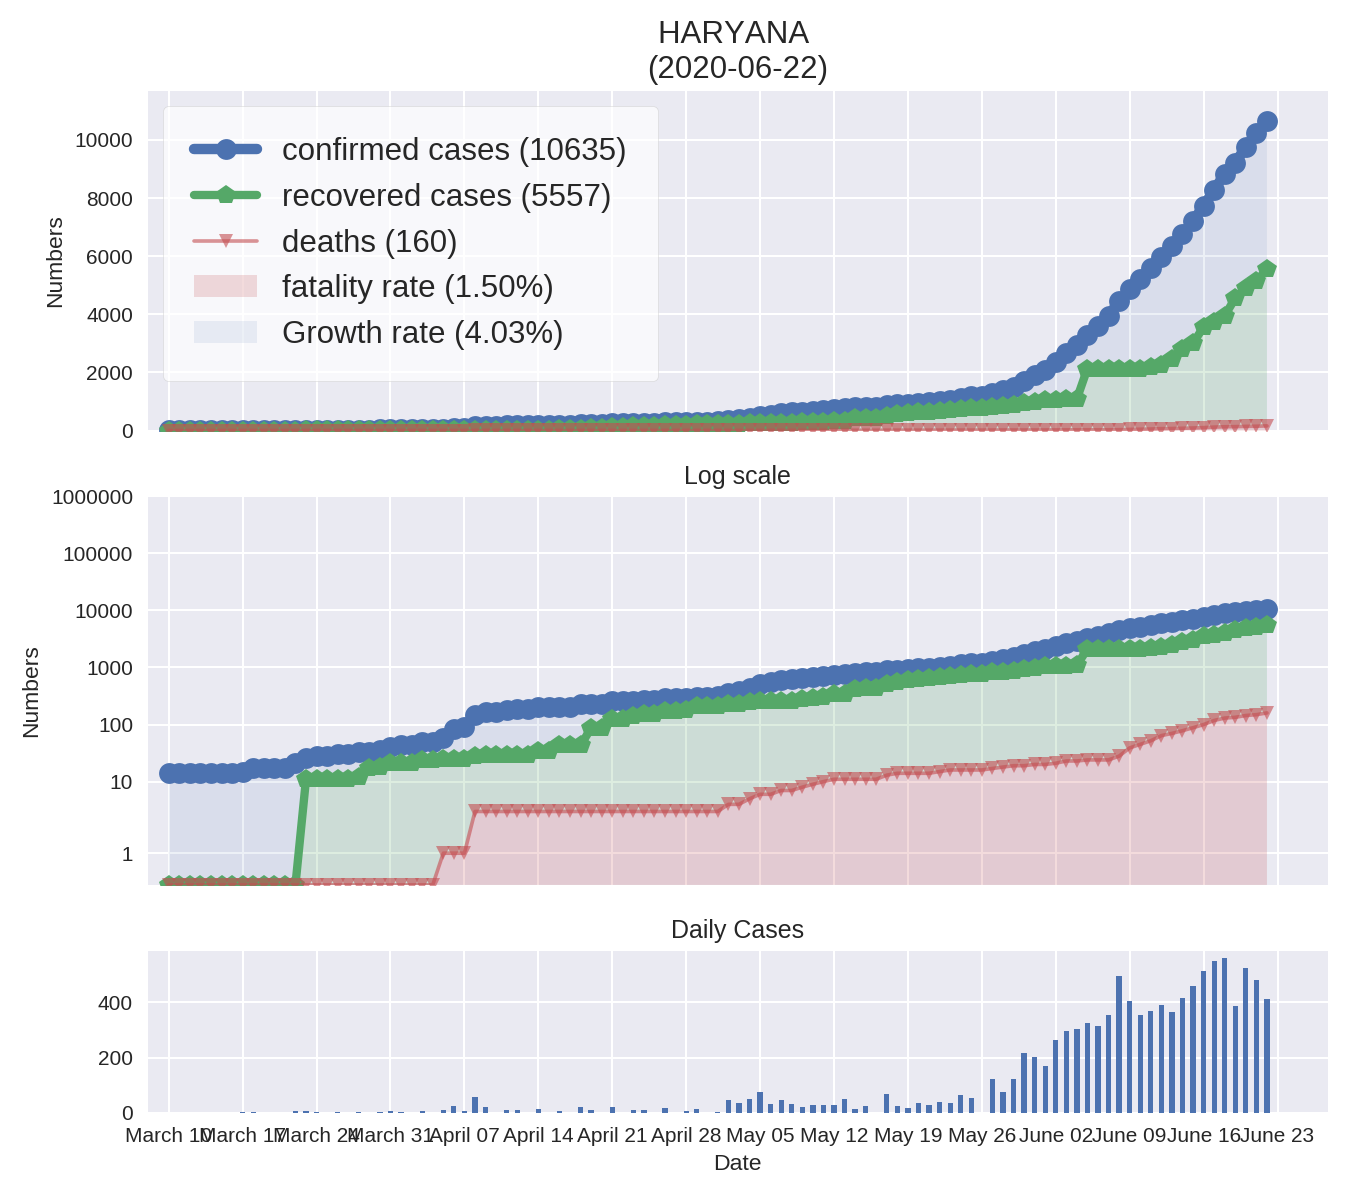 HARYANA
(2020-06-22)
Numbers
10000
8000
6000
4000
2000
0
confirmed cases (10635)
recovered cases (5557)
deaths (160)
fatality rate (1.50%)
Growth rate (4.03%)
Log scale
Numbers
1000000
100000
10000
1000
100
10
1
Daily Cases
400
200
0
March 10 March 17 March 24 March 31 April 07 April 14 April 21 April 28 May 05 May 12 May 19 May 26 June 02 June 09 June 16 June 23
Date